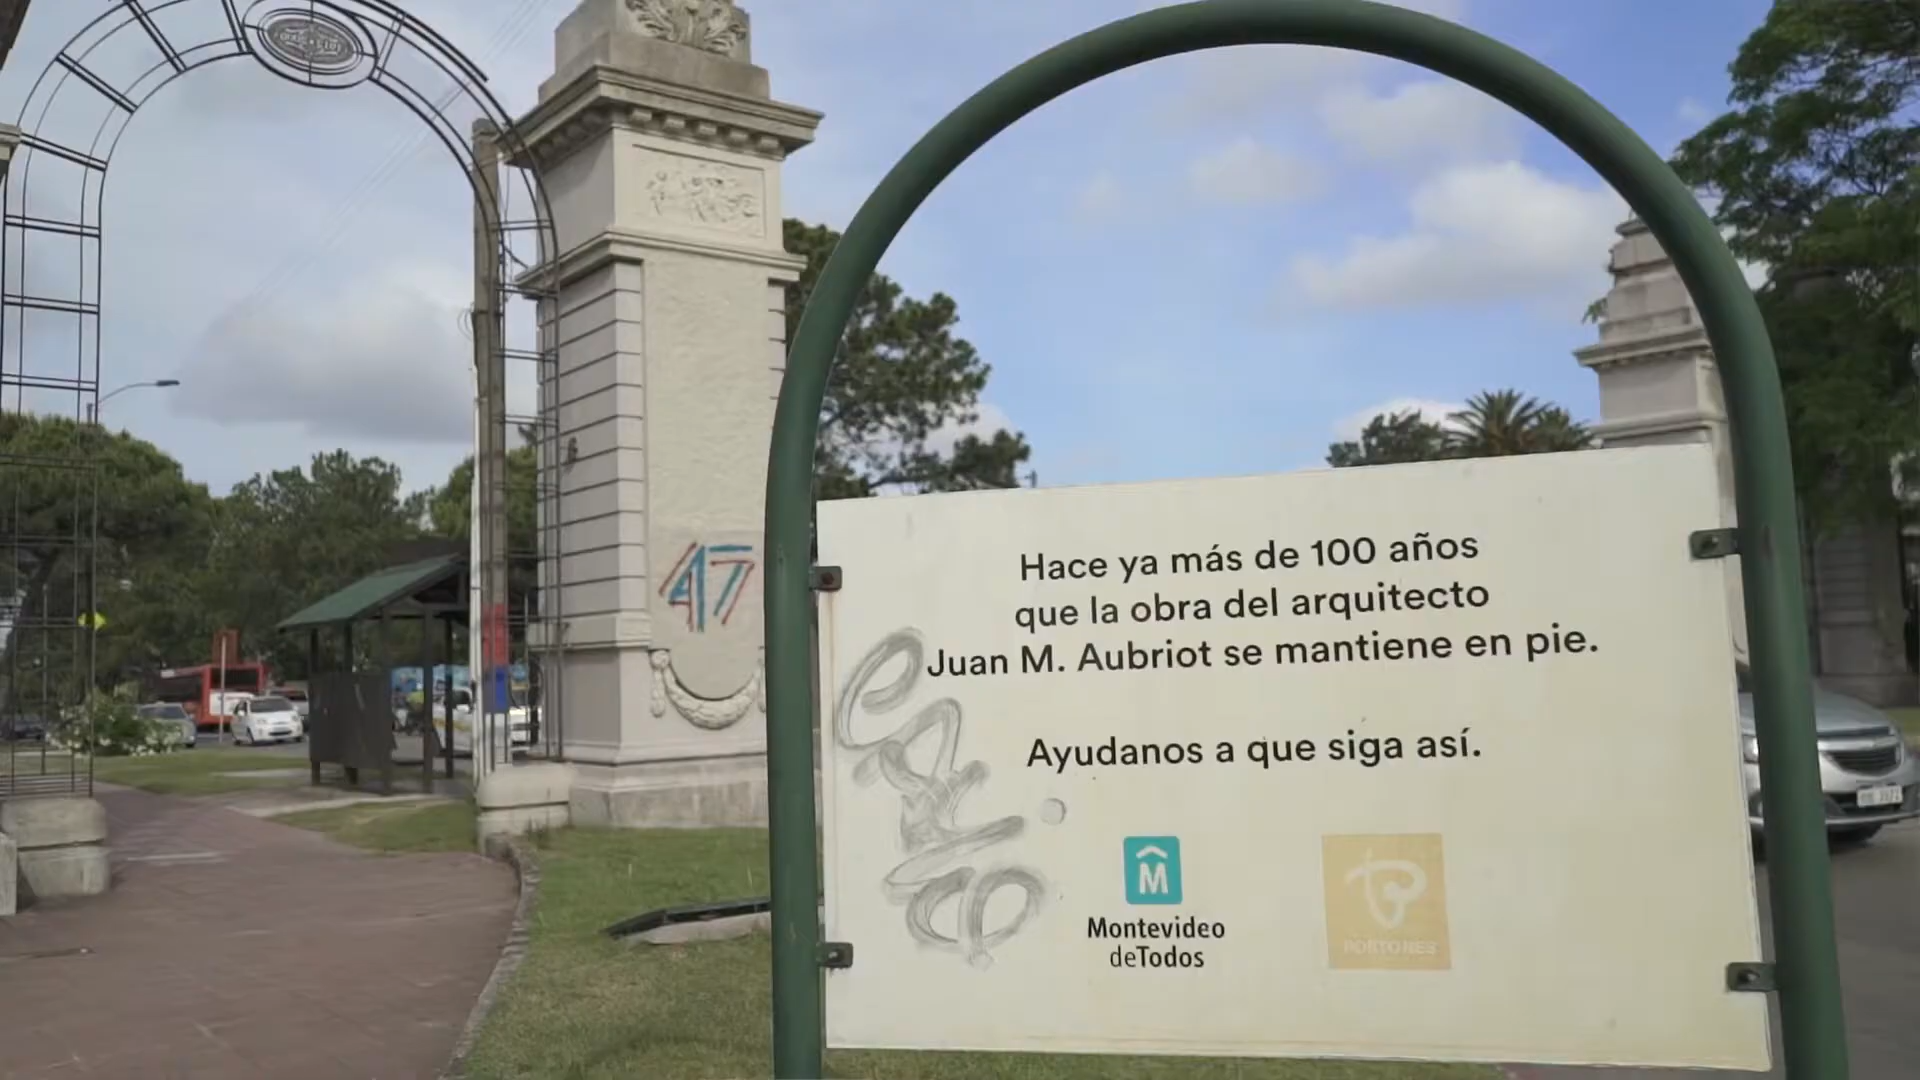 47
Hace ya más de 100 años
que la obra del arquitecto
Juan M. Aubriot se mantiene en pie.
Ayudanos a que siga así.
M
Montevideo
deTodos
PORTONES